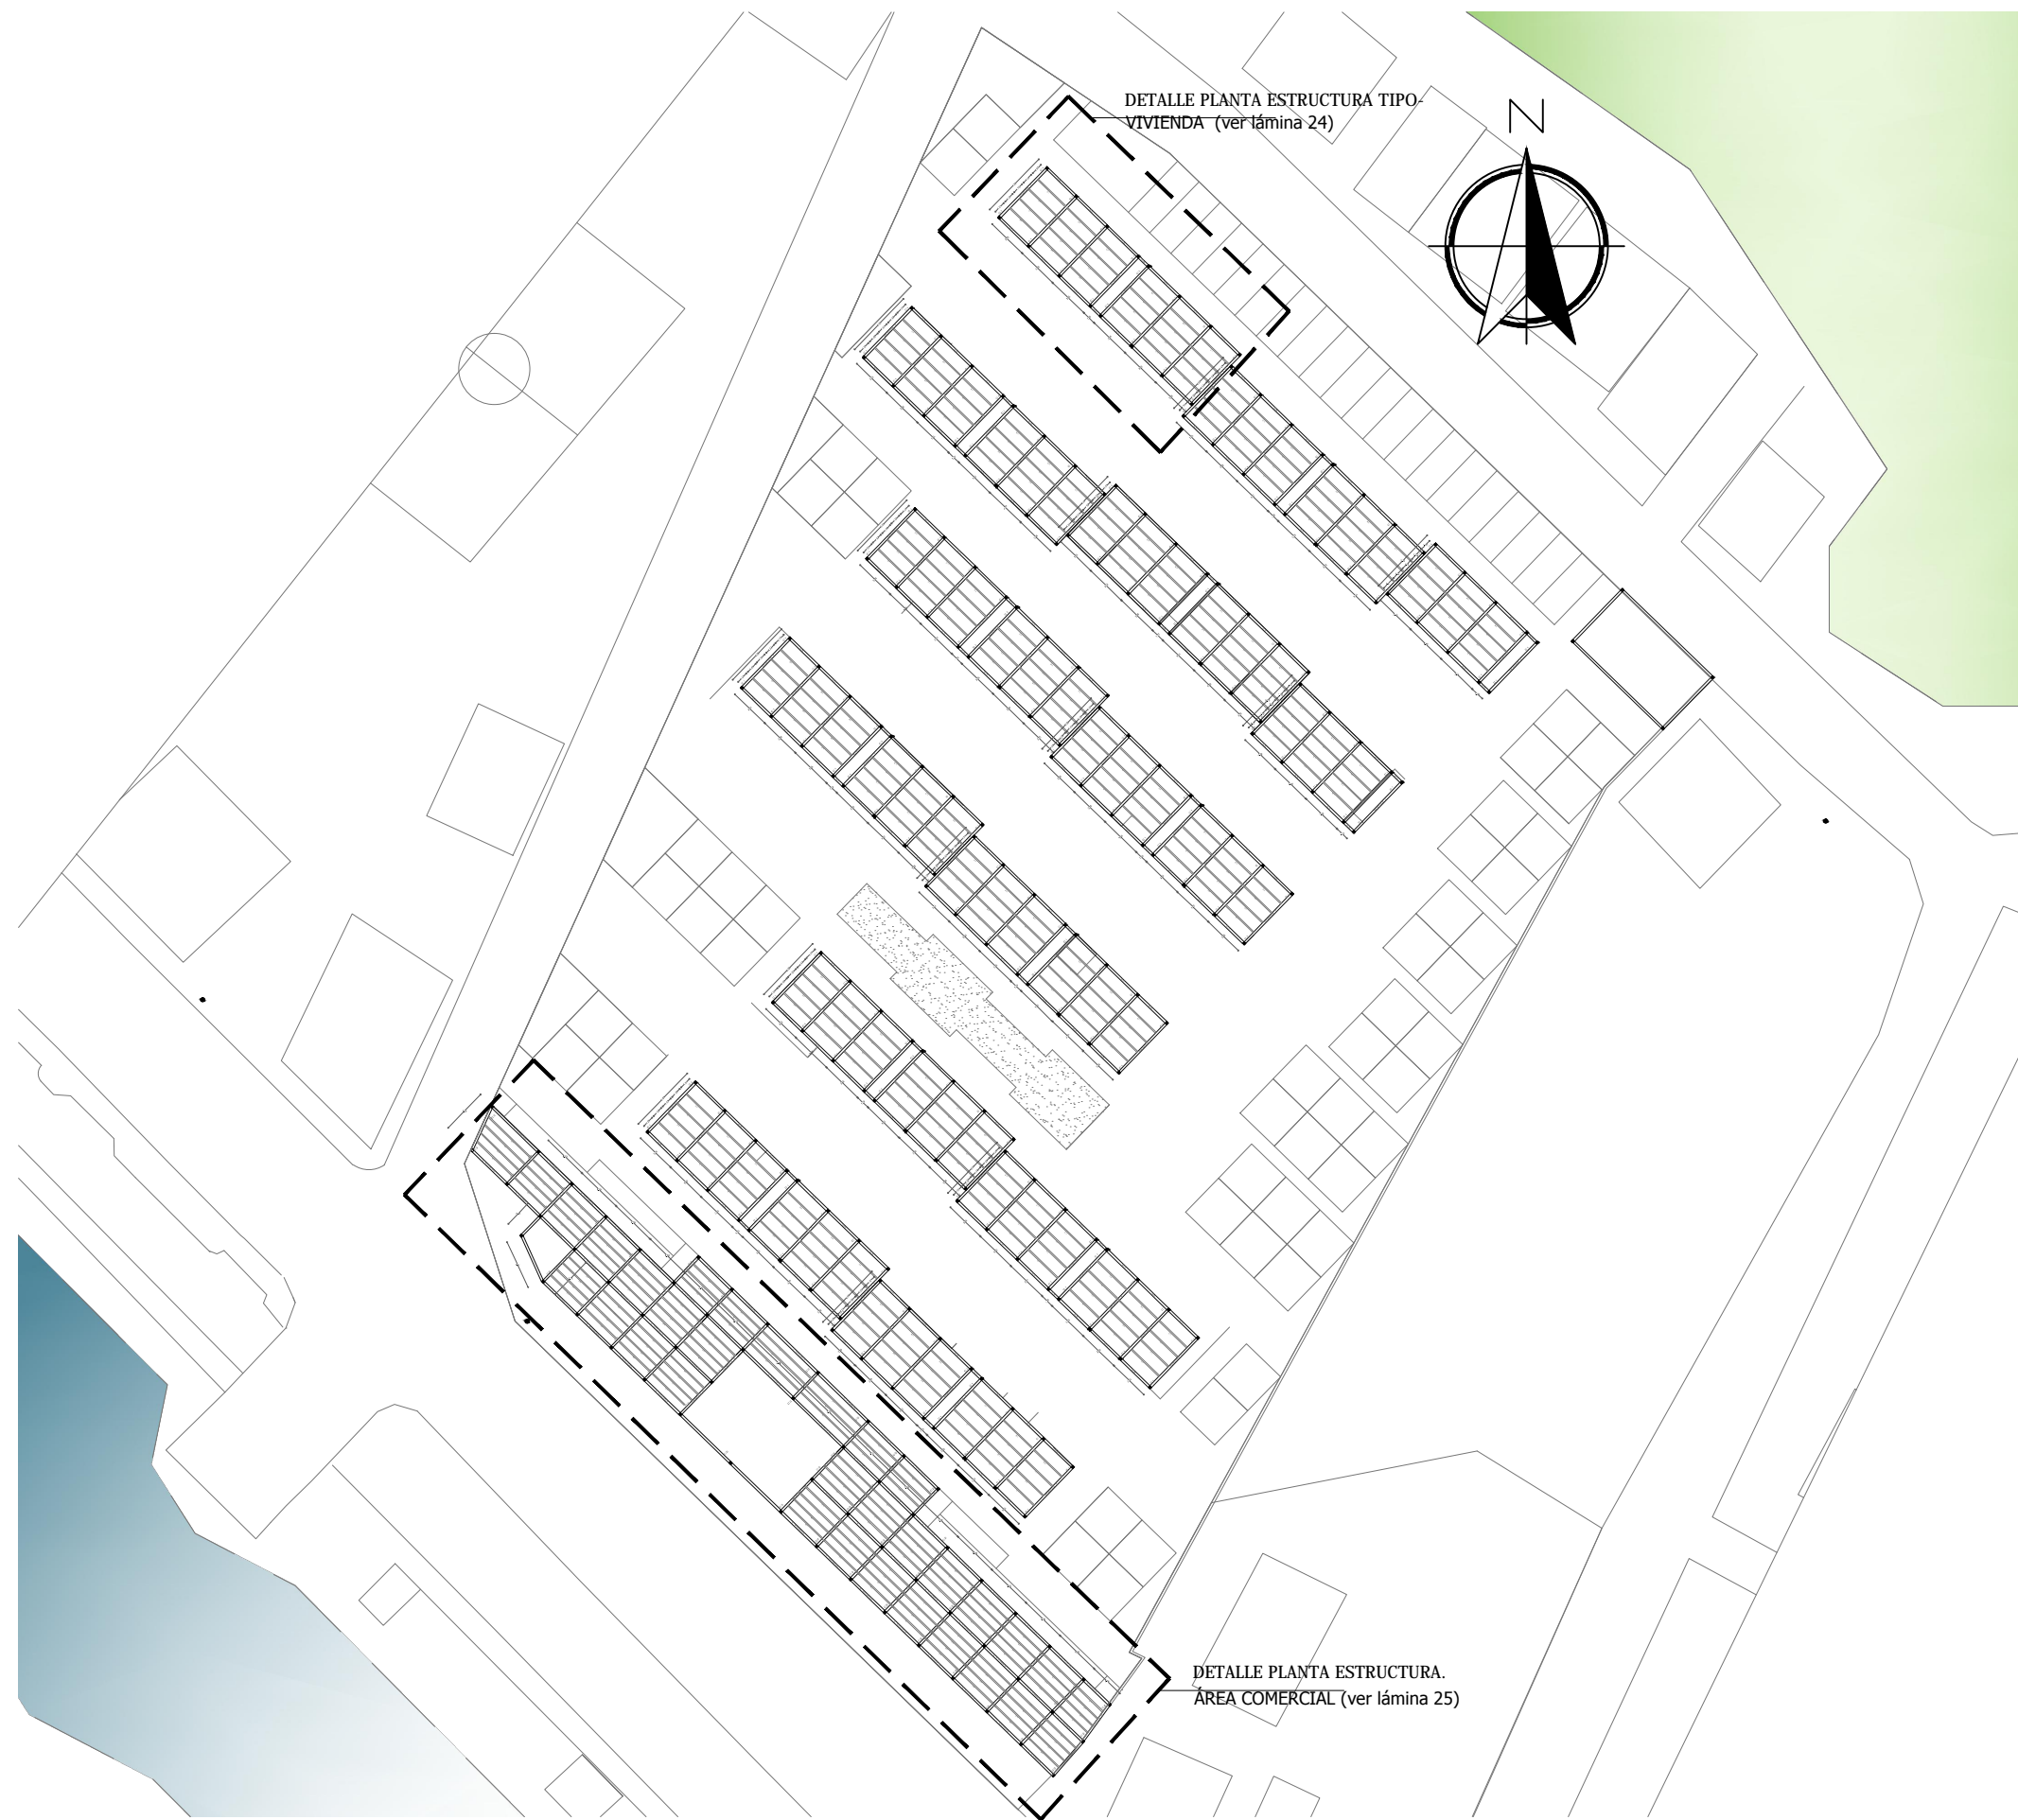 DETALLE PLANTA ESTRUCTURA TIPO-
VIVIENDA (ver lámina 24)
N
DETALLE PLANTA ESTRUCTURA.
ÁREA COMERCIAL (ver lámina 25)